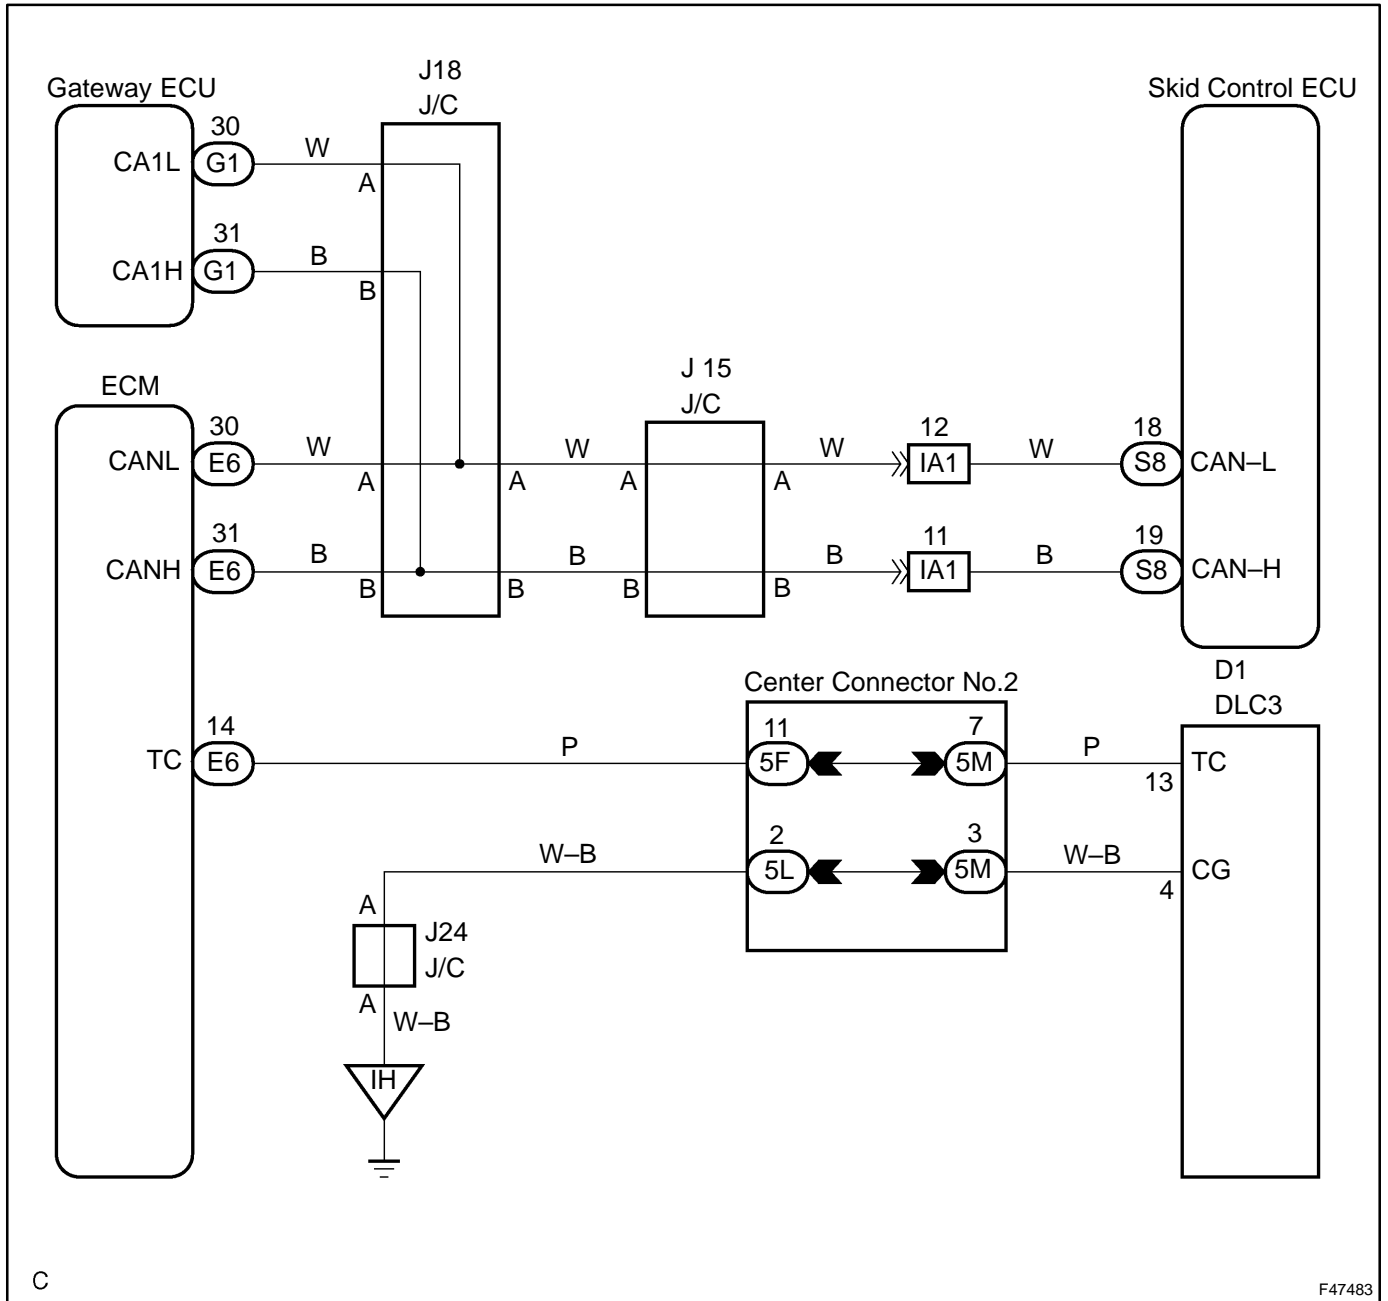 J18
J/C
Gateway ECU
Skid Control ECU
30
CA1L G1 W A
31
CA1H G1 B B
J 15
J/C
ECM
30 12 18
CANL E6 W A A W A A W IA1 W S8 CAN–L
31 11 19
CANH E6 B B B B B B B IA1 B S8 CAN–H
D1
DLC3
Center Connector No.2
14 11 7
TC E6 P 5F 5M P 13 TC
2 3
W–B 5L 5M W–B 4 CG
A
J24
J/C
A
W–B
IH
C
F47483